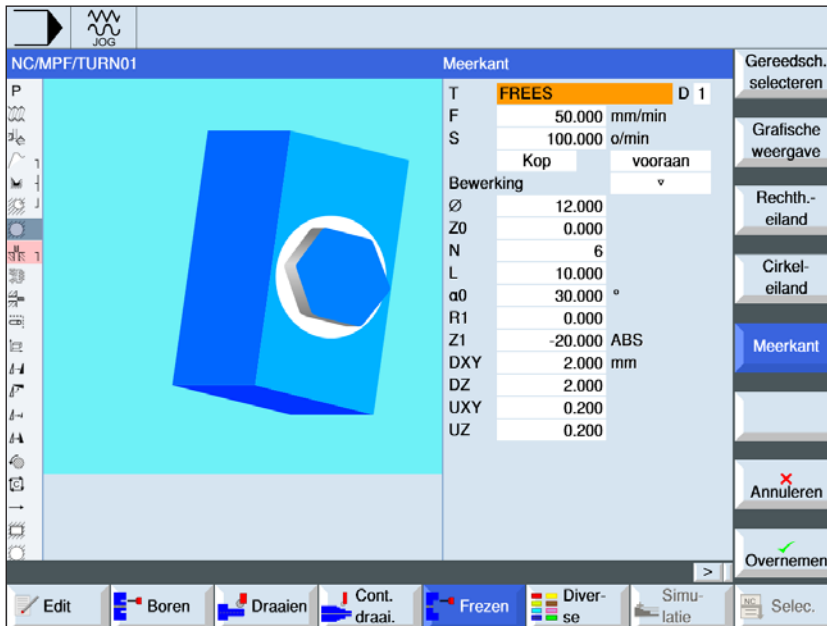 JOG
NC/MPF/TURN01
Meerkant
P
T FREES D 1
F 50.000 mm/min
S 100.000 o/min
Kop vooraan
Bewerking ▿
Ø 12.000
Z0 0.000
N 6
L 10.000
α0 30.000 °
R1 0.000
Z1 -20.000 ABS
DXY 2.000 mm
DZ 2.000
UXY 0.200
UZ 0.200
Gereedsch.
selecteren
Grafische
weergave
Rechth.-
eiland
Cirkel-
eiland
Meerkant
Annuleren
Overnemen
>
Edit
Boren
Draaien
Cont.
draai.
Frezen
Diver-
se
Simu-
latie
NC
Selec.